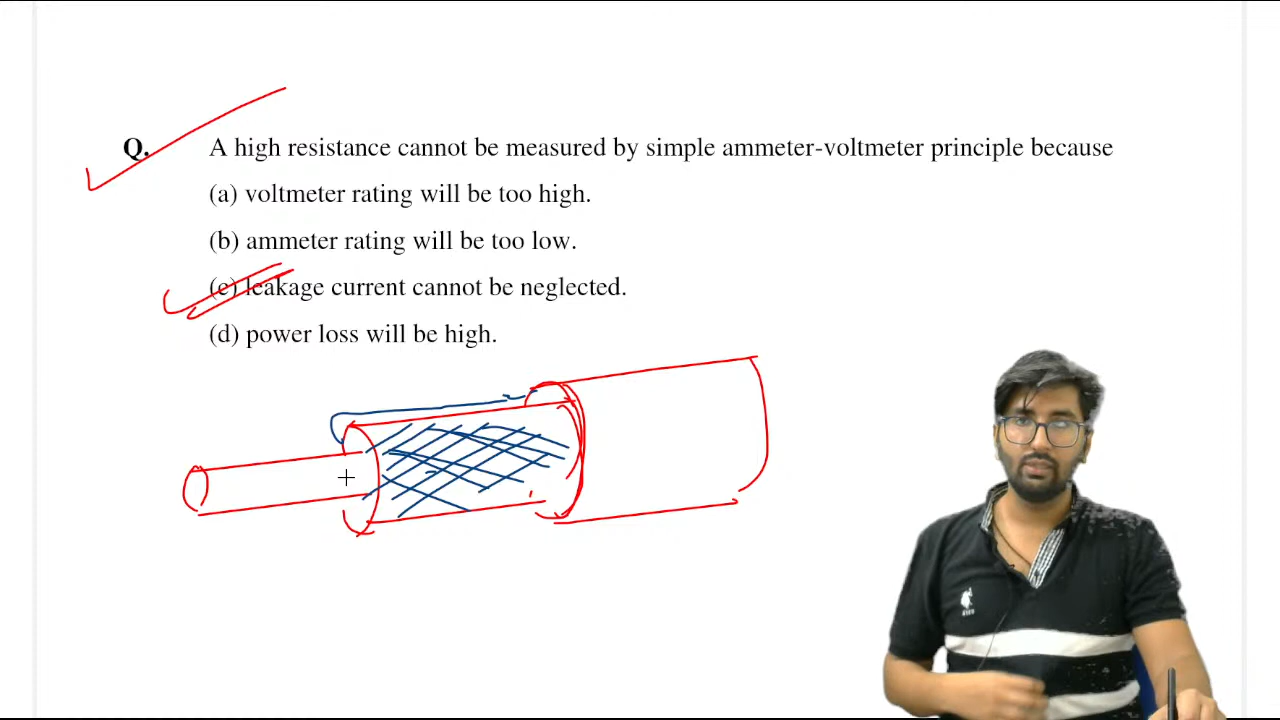 Q. A high resistance cannot be measured by simple ammeter-voltmeter principle because
(a) voltmeter rating will be too high.
(b) ammeter rating will be too low.
(c) leakage current cannot be neglected.
(d) power loss will be high.